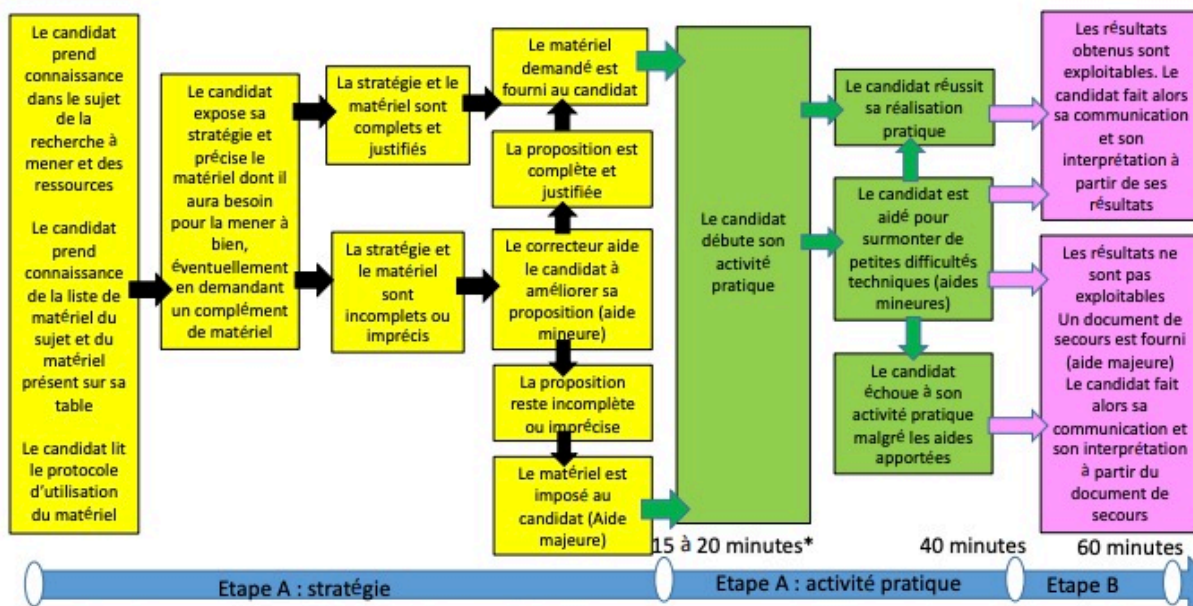 Le candidat
prend
connaissance
dans le sujet
de la
recherche à
mener et des
ressources
Le candidat
prend
connaissance
de la liste de
matériel du
sujet et du
matériel
présent sur sa
table
Le candidat lit
le protocole
d'utilisation
du matériel
Le candidat
expose sa
stratégie et
précise le
matériel dont il
aura besoin
pour la mener à
bien,
éventuellement
en demandant
un complément
de matériel
La stratégie et le
matériel sont
complets et
justifiés
La stratégie et
le matériel
sont
incomplets ou
imprécis
Le matériel
demandé est
fourni au candidat
La proposition est
complète et
justifiée
Le correcteur aide
le candidat à
améliorer sa
proposition (aide
mineure)
La proposition
reste incomplète
ou imprécise
Le matériel est
imposé au
candidat (Aide
majeure)
Le candidat
débute son
activité
pratique
Le candidat réussit
sa réalisation
pratique
Le candidat est
aidé pour
surmonter de
petites difficultés
techniques (aides
mineures)
Le candidat
échoue à son
activité pratique
malgré les aides
apportées
Les résultats
obtenus sont
exploitables. Le
candidat fait alors
sa communication
et son
interprétation à
partir de ses
résultats
Les résultats ne
sont pas
exploitables
Un document de
secours est fourni
(aide majeure)
Le candidat fait
alors sa
communication et
son interprétation
à partir du
document de
secours
15 à 20 minutes*
40 minutes
60 minutes
Etape A : stratégie
Etape A : activité pratique
Etape B